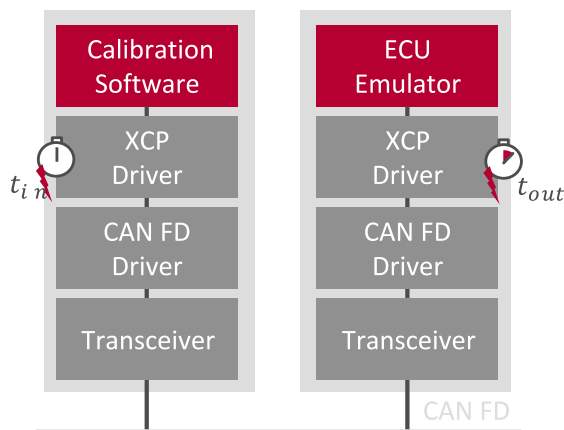 Calibration
Software
XCP
Driver
t_in
CAN FD
Driver
Transceiver
ECU
Emulator
XCP
Driver
t_out
CAN FD
Driver
Transceiver
CAN FD